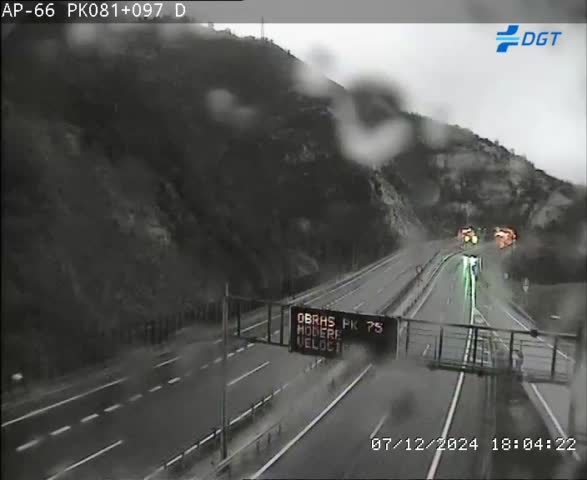 AP-66 PK081+097 D
DGT
OBRAS PK 75
MODERE
VELOCI
07/12/2024 18:04:22